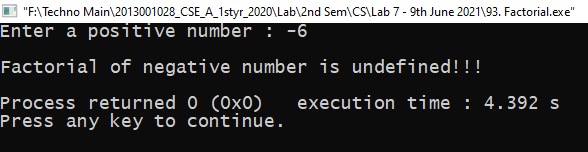 "F:\Techno Main\2013001028_CSE_A_1styr_2020\Lab\2nd Sem\CS\Lab 7 - 9th June 2021\93. Factorial.exe"
Enter a positive number : -6
Factorial of negative number is undefined!!!
Process returned 0 (0x0)   execution time : 4.392 s
Press any key to continue.